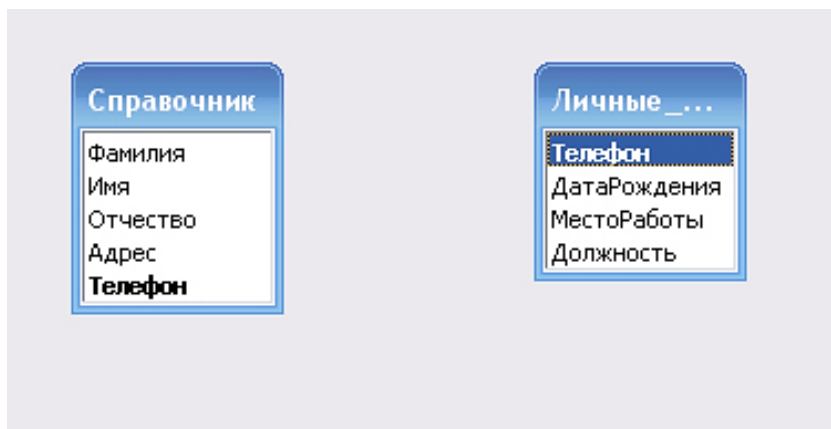 Справочник
Фамилия
Имя
Отчество
Адрес
Телефон
Личные_...
Телефон
ДатаРождения
МестоРаботы
Должность